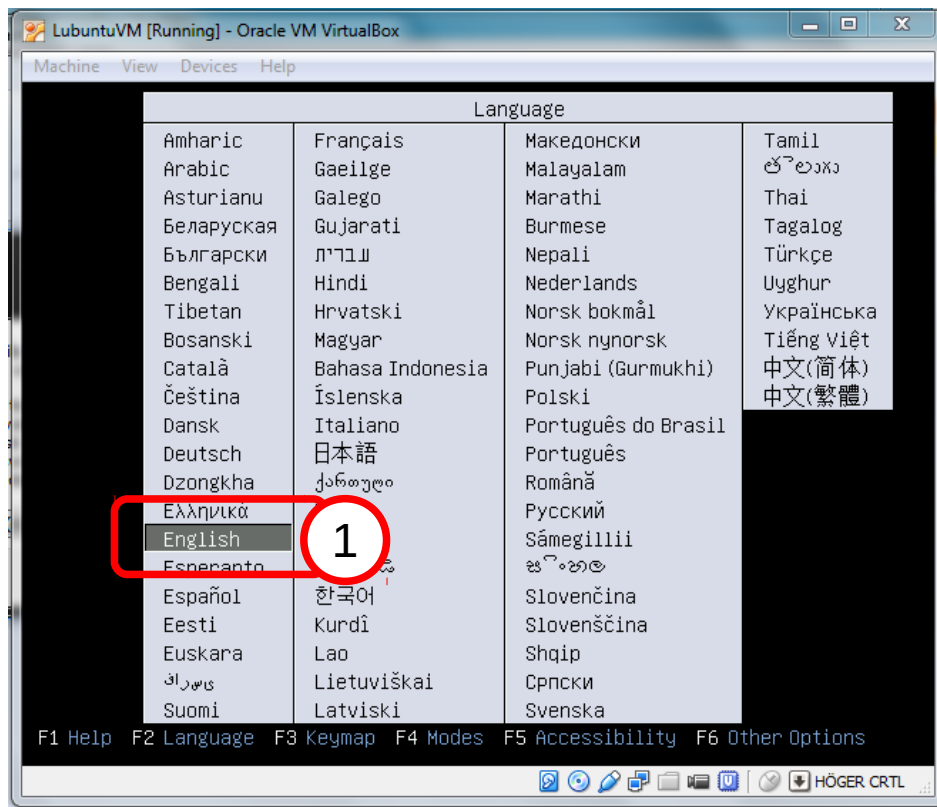 LubuntuVM [Running] - Oracle VM VirtualBox
Machine View Devices Help
Language
Amharic
Arabic
Asturianu
Беларуская
Български
Bengali
Tibetan
Bosanski
Català
Čeština
Dansk
Deutsch
Dzongkha
Ελληνικά
English
Esperanto
Español
Eesti
Euskara
فارسی
Suomi
Français
Gaeilge
Galego
Gujarati
עברית
Hindi
Hrvatski
Magyar
Bahasa Indonesia
Íslenska
Italiano
日本語
ქართული
1
한국어
Kurdî
Lao
Lietuviškai
Latviski
Македонски
Malayalam
Marathi
Burmese
Nepali
Nederlands
Norsk bokmål
Norsk nynorsk
Punjabi (Gurmukhi)
Polski
Português do Brasil
Português
Română
Русский
Sámegillii
සිංහල
Slovenčina
Slovenščina
Shqip
Српски
Svenska
Tamil
తెలుగు
Thai
Tagalog
Türkçe
Uyghur
Українська
Tiếng Việt
中文(简体)
中文(繁體)
F1 Help F2 Language F3 Keymap F4 Modes F5 Accessibility F6 Other Options
HÖGER CRTL